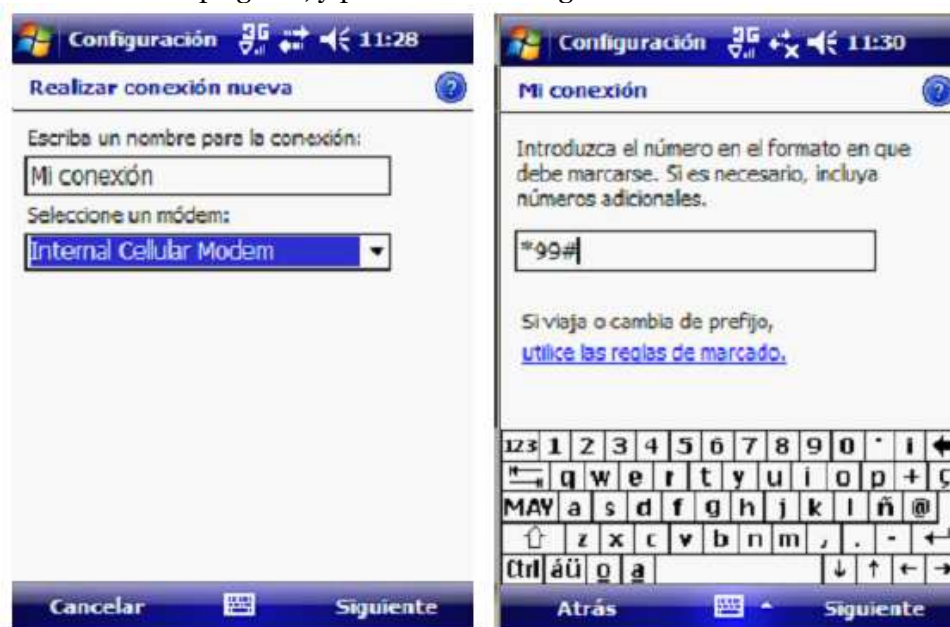 Configuración 3G 11:28
Realizar conexión nueva ?
Escriba un nombre para la conexión:
Mi conexión
Seleccione un módem:
Internal Cellular Modem
Cancelar Siguiente
Configuración 3G 11:30
Mi conexión ?
Introduzca el número en el formato en que
debe marcarse. Si es necesario, incluya
números adicionales.
*99#
Si viaja o cambia de prefijo,
utilice las reglas de marcado.
123 1 2 3 4 5 6 7 8 9 0 ' ¡
q w e r t y u i o p + ç
MAY a s d f g h j k l ñ @
z x c v b n m , . -
Ctrl áü o a ↓ ↑ ← →
Atrás Siguiente